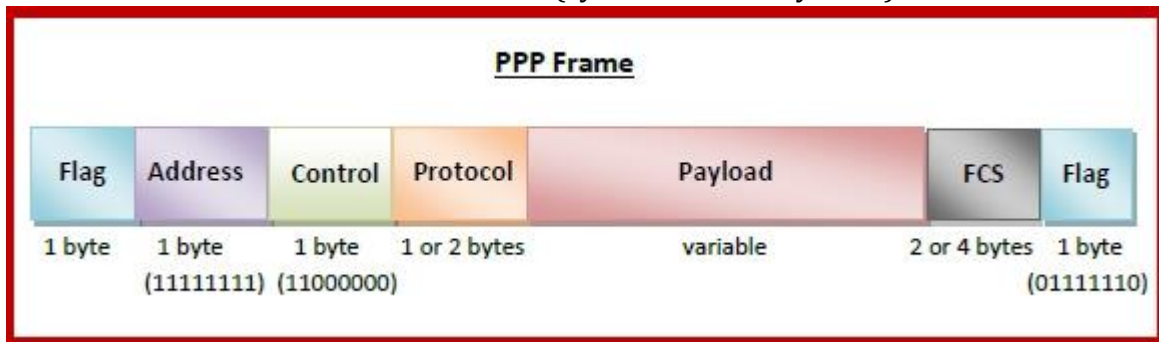 PPP Frame
Flag Address Control Protocol Payload FCS Flag
1 byte 1 byte 1 byte 1 or 2 bytes variable 2 or 4 bytes 1 byte
(11111111) (11000000) (01111110)